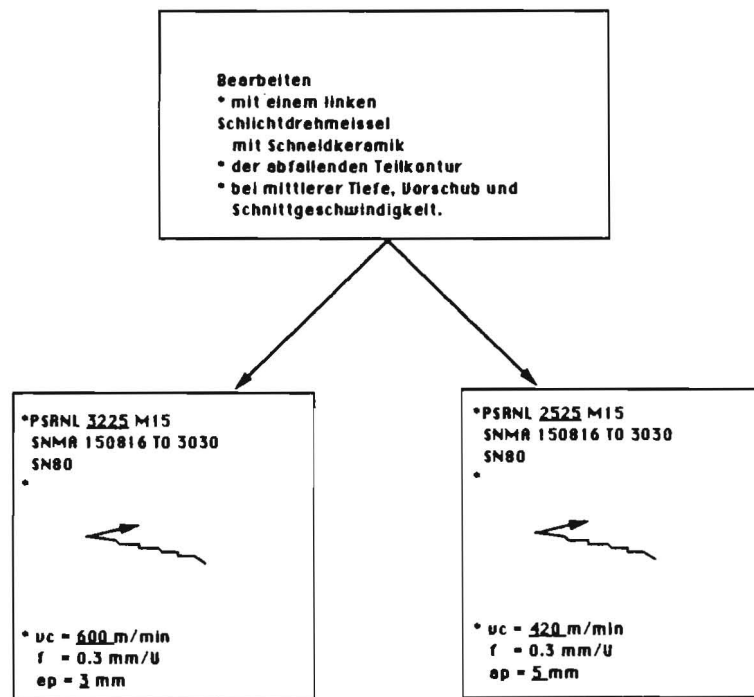 Bearbeiten
* mit einem linken
Schlichtdrehmeissel
mit Schneidkeramik
* der abfallenden Teilkontur
* bei mittlerer Tiefe, Vorschub und
Schnittgeschwindigkeit.
*PSRNL 3225 M15
SNMA 150816 TO 3030
SN80
*
* vc = 600 m/min
f = 0.3 mm/U
ap = 3 mm
*PSRNL 2525 M15
SNMA 150816 TO 3030
SN80
*
* vc = 420 m/min
f = 0.3 mm/U
ap = 5 mm